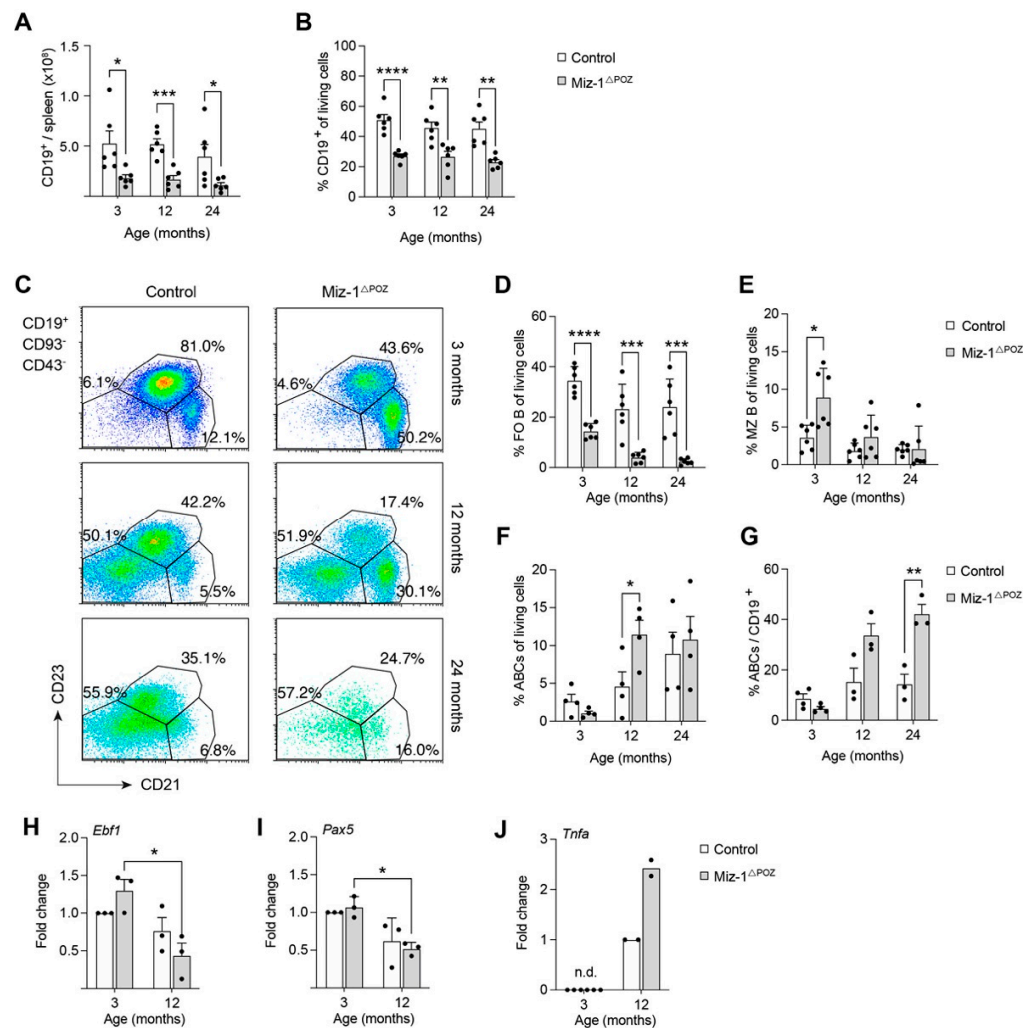 A
CD19⁺ / spleen (x10⁸)
1.5
1.0
5.0
0
*
***
*
3 12 24
Age (months)
B
% CD19⁺ of living cells
100
80
60
40
20
0
****
**
**
3 12 24
Age (months)
Control
Miz-1△POZ
C
Control
Miz-1△POZ
CD19⁺
CD93⁻
CD43⁻
81.0%
6.1%
12.1%
43.6%
4.6%
50.2%
3 months
42.2%
50.1%
5.5%
17.4%
51.9%
30.1%
12 months
35.1%
55.9%
6.8%
24.7%
57.2%
16.0%
24 months
CD23
CD21
D
% FO B of living cells
60
40
20
0
****
***
***
3 12 24
Age (months)
E
% MZ B of living cells
20
15
10
5
0
*
3 12 24
Age (months)
Control
Miz-1△POZ
F
% ABCs of living cells
20
15
10
5
0
*
3 12 24
Age (months)
G
% ABCs / CD19⁺
60
40
20
0
**
3 12 24
Age (months)
Control
Miz-1△POZ
H
Ebf1
Fold change
2.0
1.5
1.0
0.5
*
3 12
Age (months)
I
Pax5
Fold change
2.0
1.5
1.0
0.5
*
3 12
Age (months)
J
Tnfa
Fold change
3
2
1
0
n.d.
3 12
Age (months)
Control
Miz-1△POZ